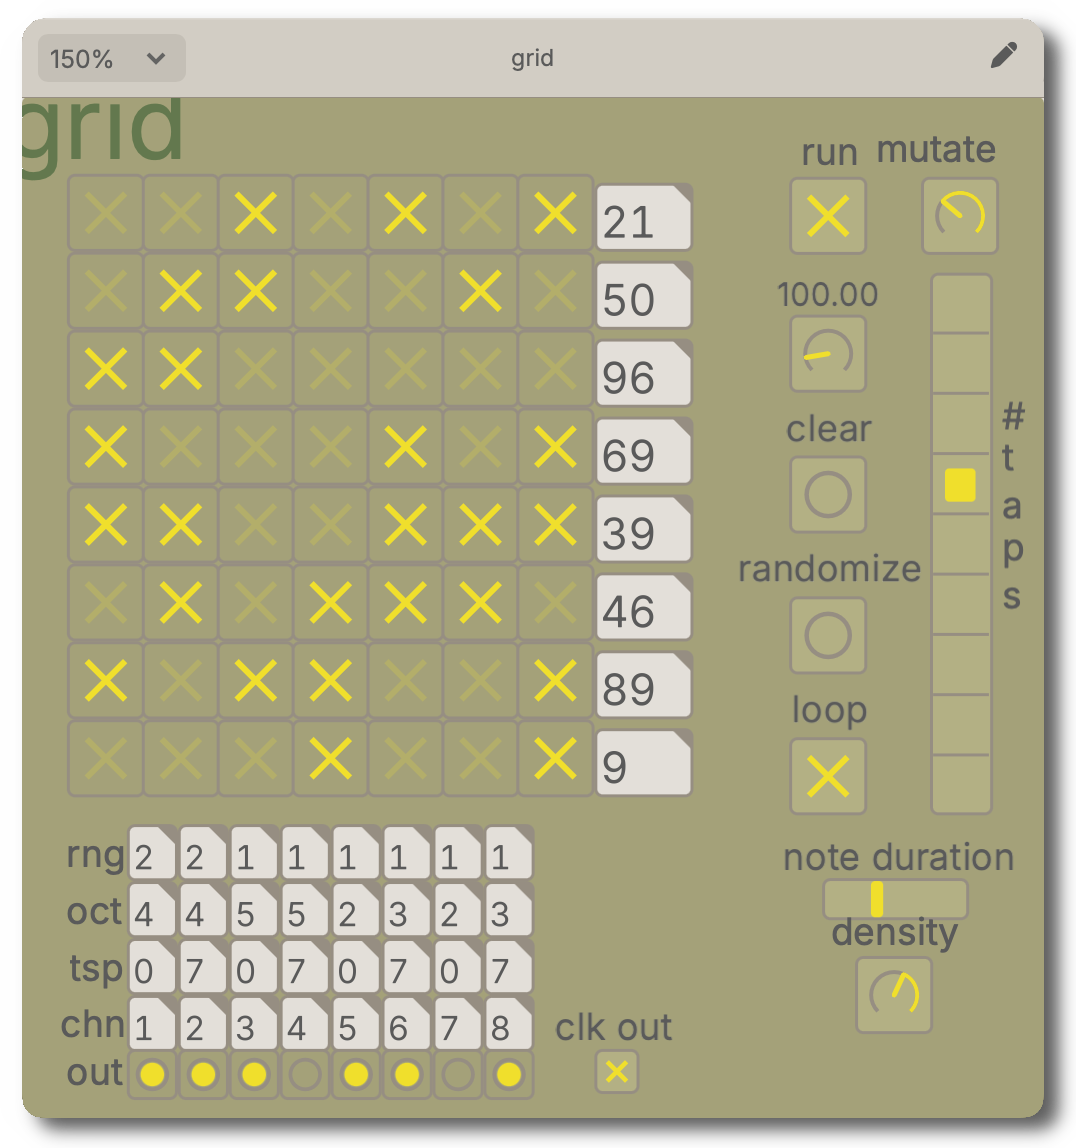 150%
grid
grid
run
mutate
21
50
96
69
39
46
89
9
100.00
clear
randomize
loop
# t a p s
note duration
density
rng 2 2 1 1 1 1 1 1
oct 4 4 5 5 2 3 2 3
tsp 0 7 0 7 0 7 0 7
chn 1 2 3 4 5 6 7 8
out
clk out